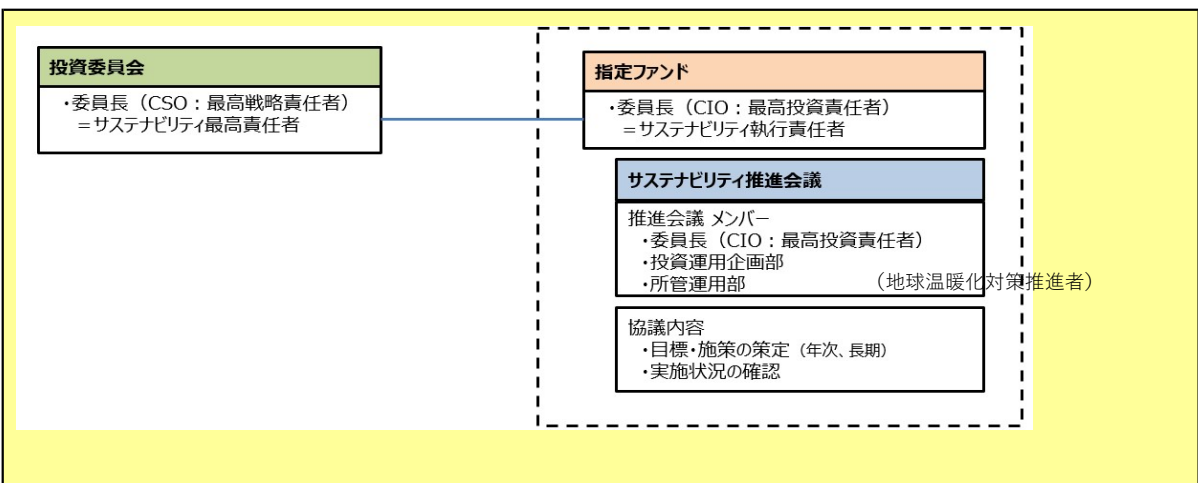 投資委員会
・委員長（CSO：最高戦略責任者）
＝サステナビリティ最高責任者
指定ファンド
・委員長（CIO：最高投資責任者）
＝サステナビリティ執行責任者
サステナビリティ推進会議
推進会議 メンバー
・委員長（CIO：最高投資責任者）
・投資運用企画部
・所管運用部 （地球温暖化対策推進者）
協議内容
・目標・施策の策定（年次、長期）
・実施状況の確認